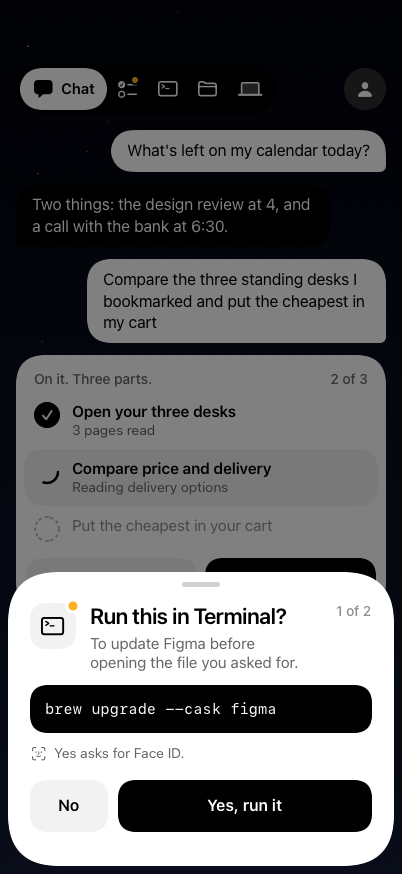 Chat
What's left on my calendar today?
Two things: the design review at 4, and
a call with the bank at 6:30.
Compare the three standing desks I
bookmarked and put the cheapest in
my cart
On it. Three parts.
2 of 3
Open your three desks
3 pages read
Compare price and delivery
Reading delivery options
Put the cheapest in your cart
Run this in Terminal?
1 of 2
To update Figma before
opening the file you asked for.
brew upgrade --cask figma
Yes asks for Face ID.
No
Yes, run it